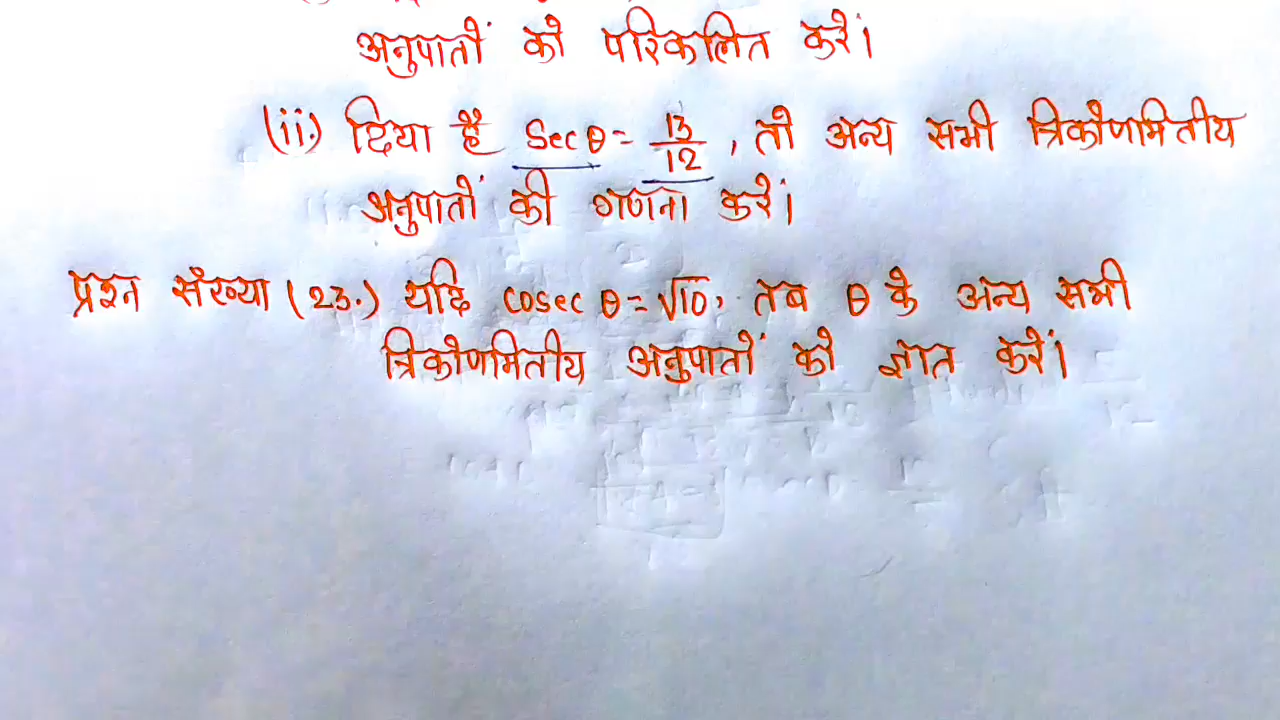 अनुपातों को परिकलित करें।
(ii.) दिया है Sec θ = 13/12, तो अन्य सभी त्रिकोणमितीय
अनुपातों की गणना करें।
प्रश्न संख्या (23.) यदि cosec θ = √10, तब θ के अन्य सभी
त्रिकोणमितीय अनुपातों को ज्ञात करें।